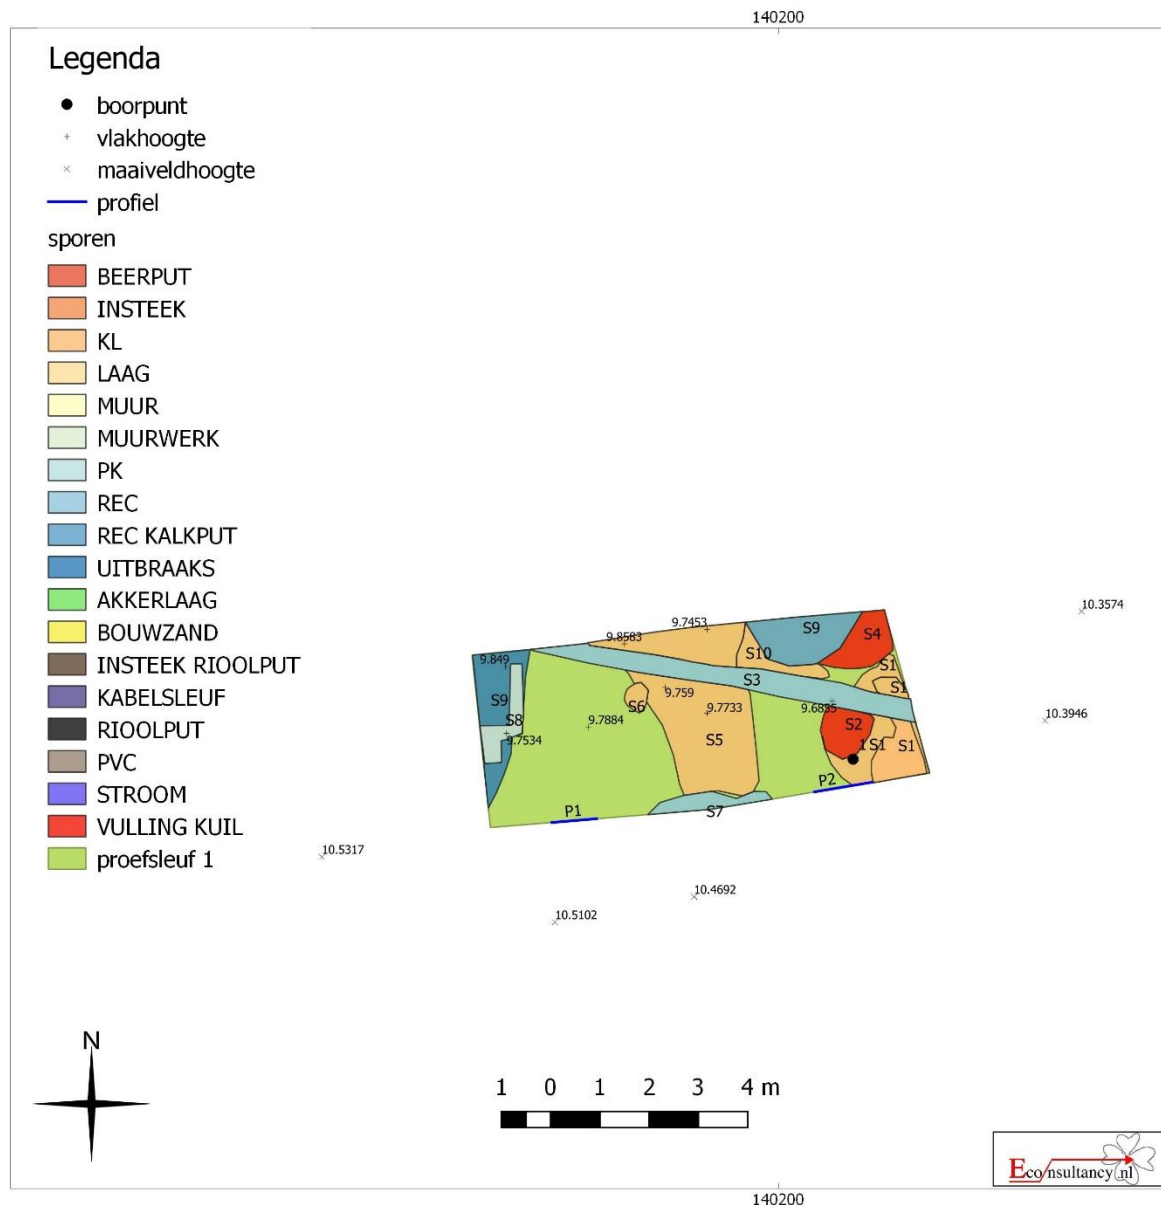 140200
Legenda
boorpunt
vlakhoogte
maaiveldhoogte
profiel
sporen
BEERPUT
INSTEEK
KL
LAAG
MUUR
MUURWERK
PK
REC
REC KALKPUT
UITBRAAKS
AKKERLAAG
BOUWZAND
INSTEEK RIOOLPUT
KABELSLEUF
RIOOLPUT
PVC
STROOM
VULLING KUIL
proefsleuf 1
10.3574
9.7453
9.8583
S9
S4
9.849
S10
S1
S3
S1
9.759
S9
S6
9.6835
S8
9.7884
9.7733
S2
10.3946
9.7534
S5
1
S1
S1
P2
P1
S7
10.5317
10.4692
10.5102
N
1 0 1 2 3 4 m
Econsultancy.nl
140200